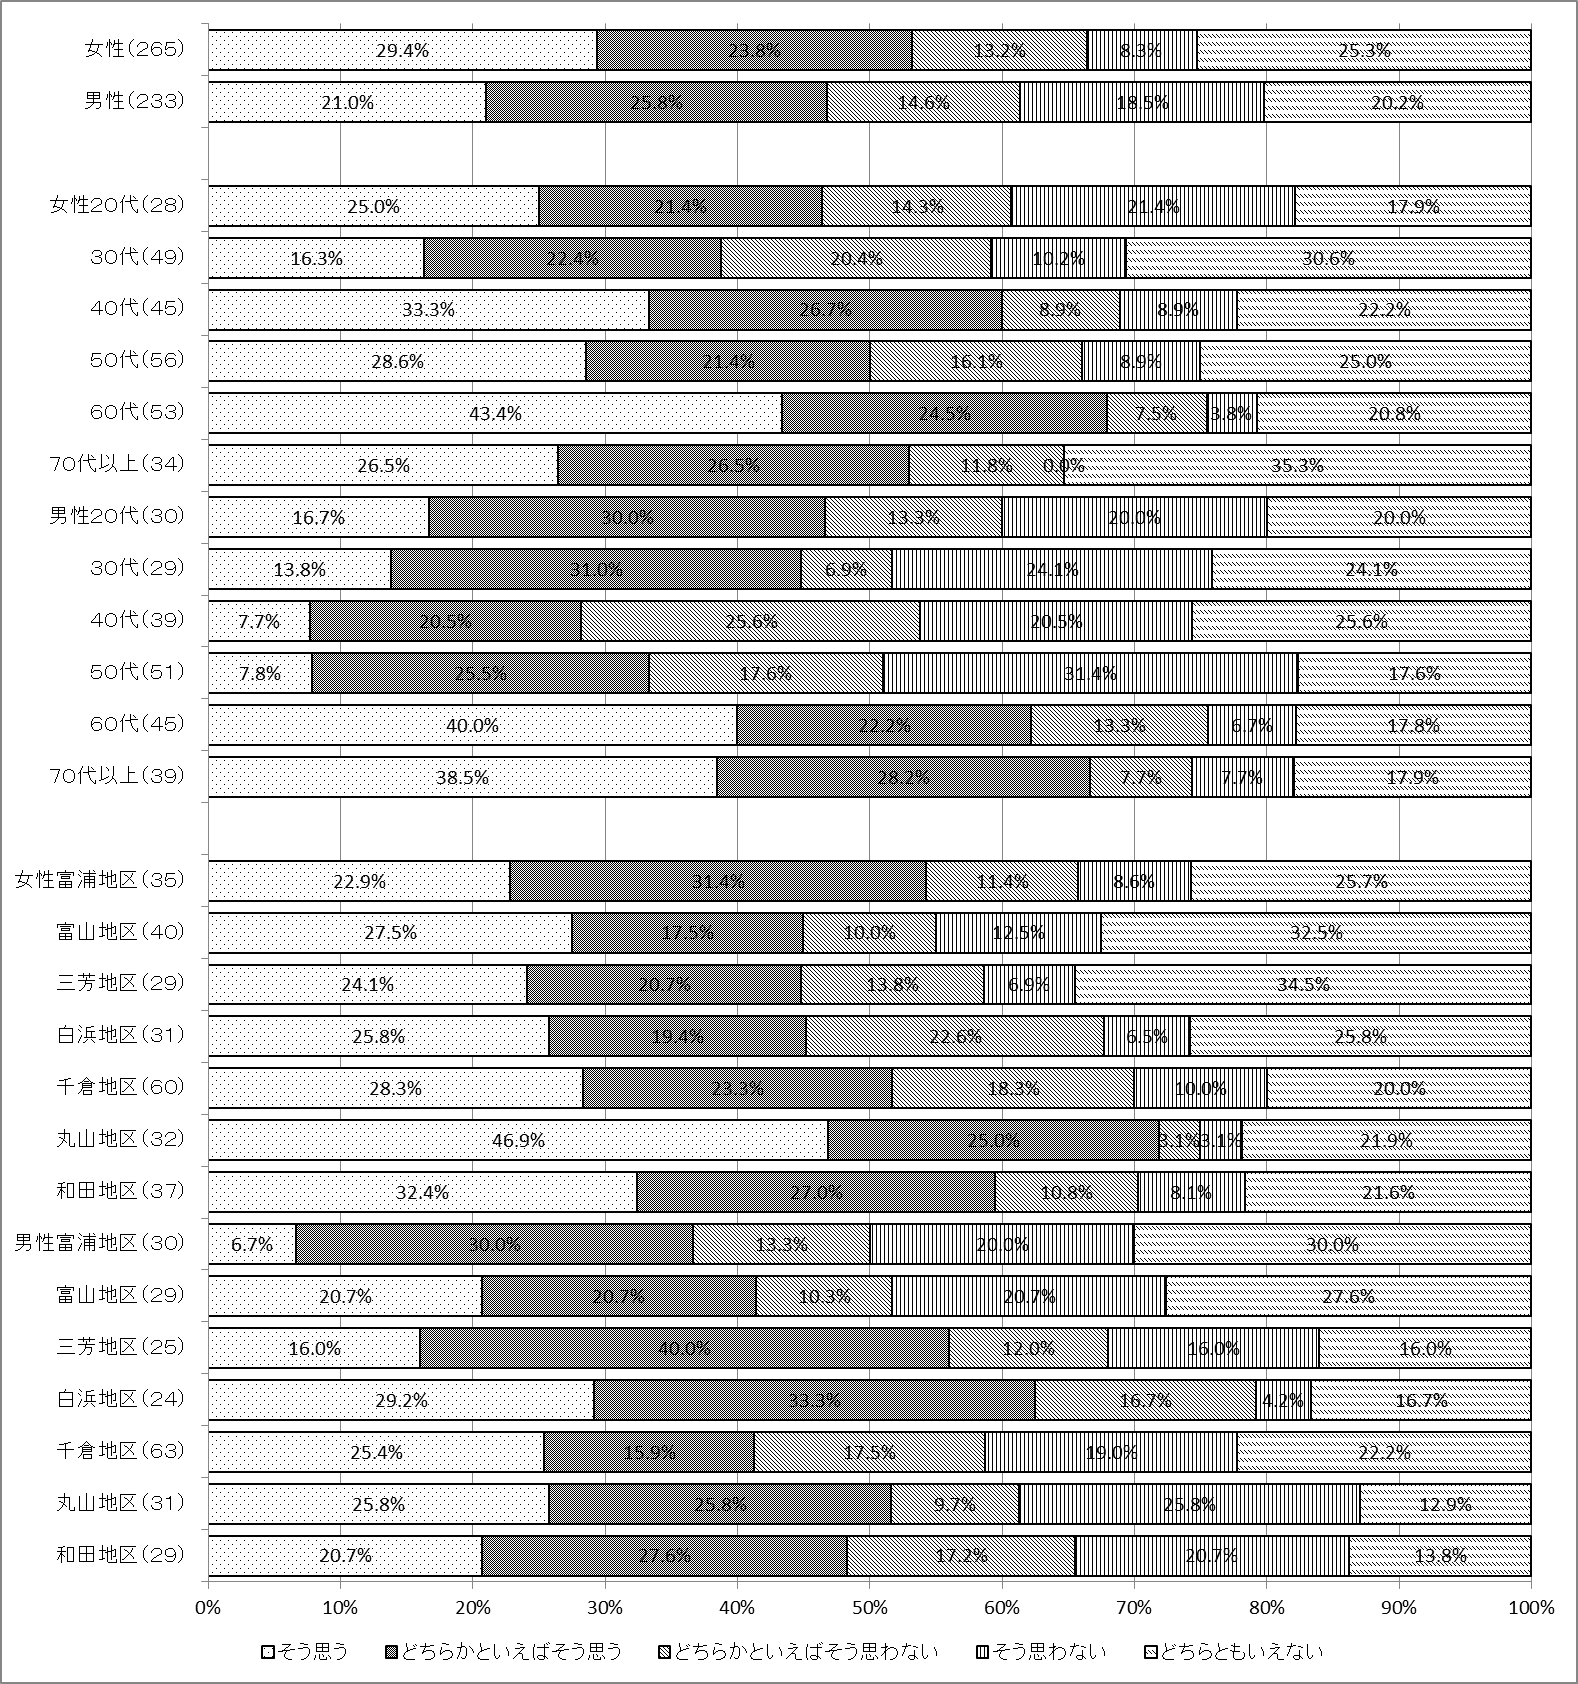 女性(265) 29.4% 23.8% 13.2% 8.3% 25.3%
男性(233) 21.0% 25.8% 14.6% 18.5% 20.2%
女性20代(28) 25.0% 21.4% 14.3% 21.4% 17.9%
30代(49) 16.3% 22.4% 20.4% 10.2% 30.6%
40代(45) 33.3% 26.7% 8.9% 8.9% 22.2%
50代(56) 28.6% 21.4% 16.1% 8.9% 25.0%
60代(53) 43.4% 24.5% 7.5% 3.8% 20.8%
70代以上(34) 26.5% 26.5% 11.8% 0.0% 35.3%
男性20代(30) 16.7% 30.0% 13.3% 20.0% 20.0%
30代(29) 13.8% 31.0% 6.9% 24.1% 24.1%
40代(39) 7.7% 20.5% 25.6% 20.5% 25.6%
50代(51) 7.8% 25.5% 17.6% 31.4% 17.6%
60代(45) 40.0% 22.2% 13.3% 6.7% 17.8%
70代以上(39) 38.5% 28.2% 7.7% 7.7% 17.9%
女性富浦地区(35) 22.9% 31.4% 11.4% 8.6% 25.7%
富山地区(40) 27.5% 17.5% 10.0% 12.5% 32.5%
三芳地区(29) 24.1% 20.7% 13.8% 6.9% 34.5%
白浜地区(31) 25.8% 19.4% 22.6% 6.5% 25.8%
千倉地区(60) 28.3% 23.3% 18.3% 10.0% 20.0%
丸山地区(32) 46.9% 25.0% 3.1% 3.1% 21.9%
和田地区(37) 32.4% 27.0% 10.8% 8.1% 21.6%
男性富浦地区(30) 6.7% 30.0% 13.3% 20.0% 30.0%
富山地区(29) 20.7% 20.7% 10.3% 20.7% 27.6%
三芳地区(25) 16.0% 40.0% 12.0% 16.0% 16.0%
白浜地区(24) 29.2% 33.3% 16.7% 4.2% 16.7%
千倉地区(63) 25.4% 15.9% 17.5% 19.0% 22.2%
丸山地区(31) 25.8% 25.8% 9.7% 25.8% 12.9%
和田地区(29) 20.7% 27.6% 17.2% 20.7% 13.8%
0% 10% 20% 30% 40% 50% 60% 70% 80% 90% 100%
そう思う どちらかといえばそう思う どちらかといえばそう思わない そう思わない どちらともいえない